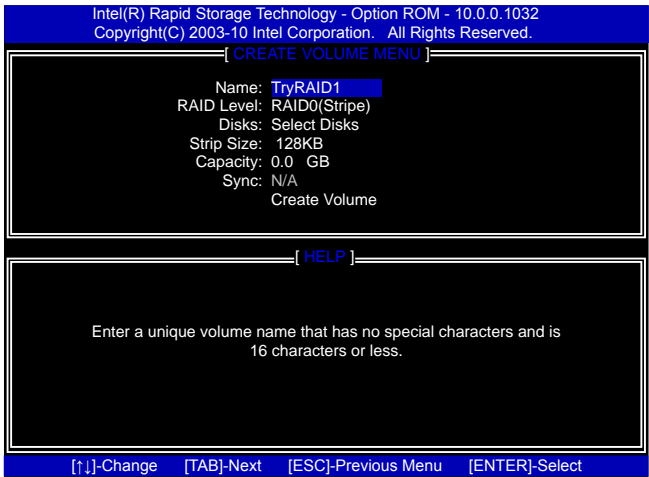 Intel(R) Rapid Storage Technology - Option ROM - 10.0.0.1032
Copyright(C) 2003-10 Intel Corporation. All Rights Reserved.
[ CREATE VOLUME MENU ]
Name: TryRAID1
RAID Level: RAID0(Stripe)
Disks: Select Disks
Strip Size: 128KB
Capacity: 0.0 GB
Sync: N/A
Create Volume
[ HELP ]
Enter a unique volume name that has no special characters and is
16 characters or less.
[↑↓]-Change [TAB]-Next [ESC]-Previous Menu [ENTER]-Select